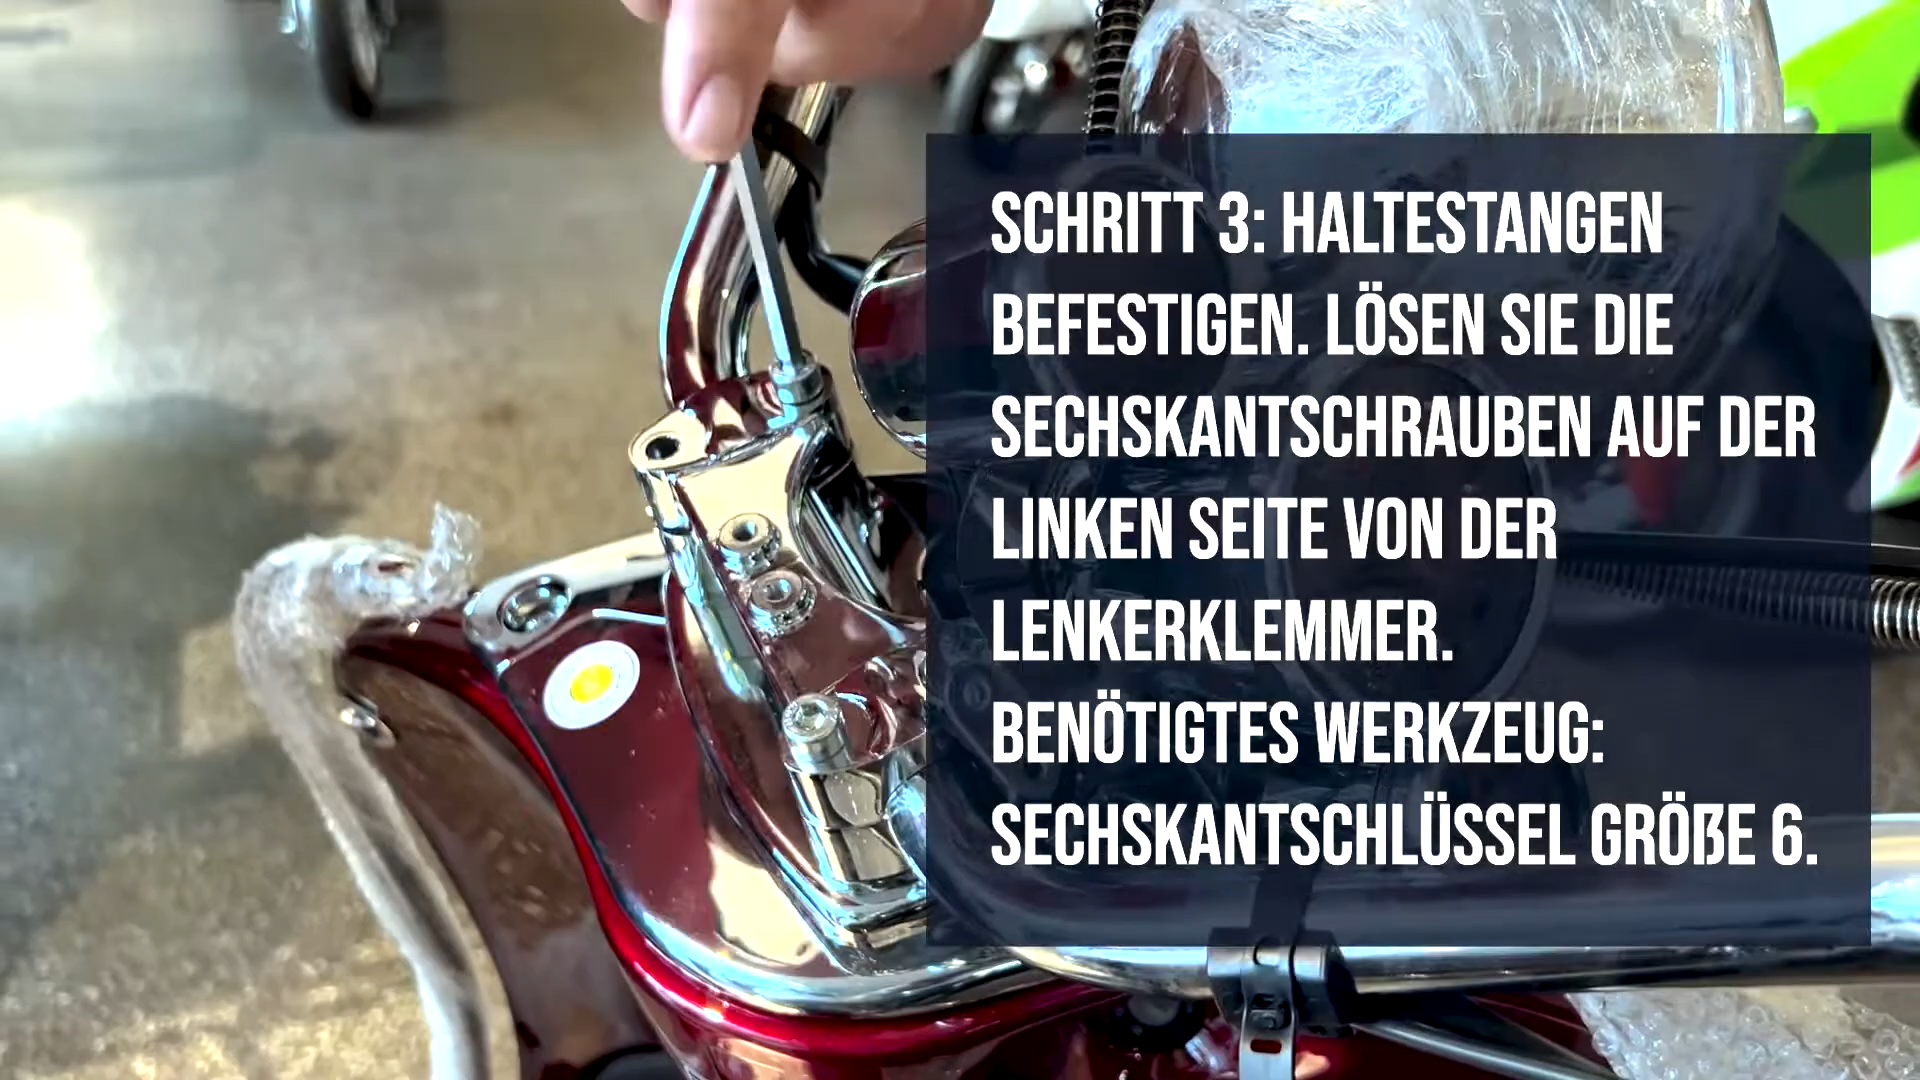 SCHRITT 3: HALTESTANGEN
BEFESTIGEN. LÖSEN SIE DIE
SECHSKANTSCHRAUBEN AUF DER
LINKEN SEITE VON DER
LENKERKLEMMER.
BENÖTIGTES WERKZEUG:
SECHSKANTSCHLÜSSEL GRÖßE 6.